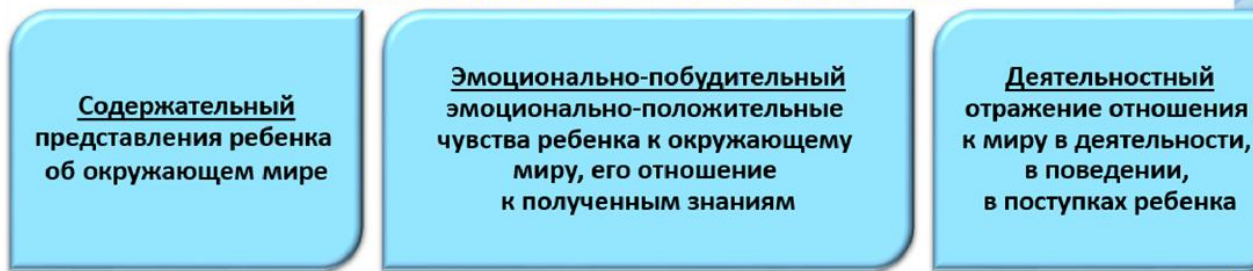 Содержательный
представления ребенка
об окружающем мире
Эмоционально-побудительный
эмоционально-положительные
чувства ребенка к окружающему
миру, его отношение
к полученным знаниям
Деятельностный
отражение отношения
к миру в деятельности,
в поведении,
в поступках ребенка